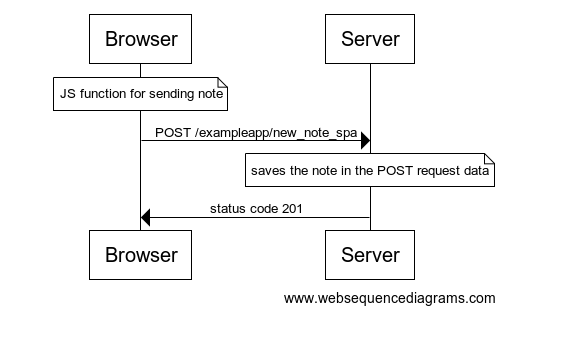 Browser
Server
JS function for sending note
POST /exampleapp/new_note_spa
saves the note in the POST request data
status code 201
Browser
Server
www.websequencediagrams.com